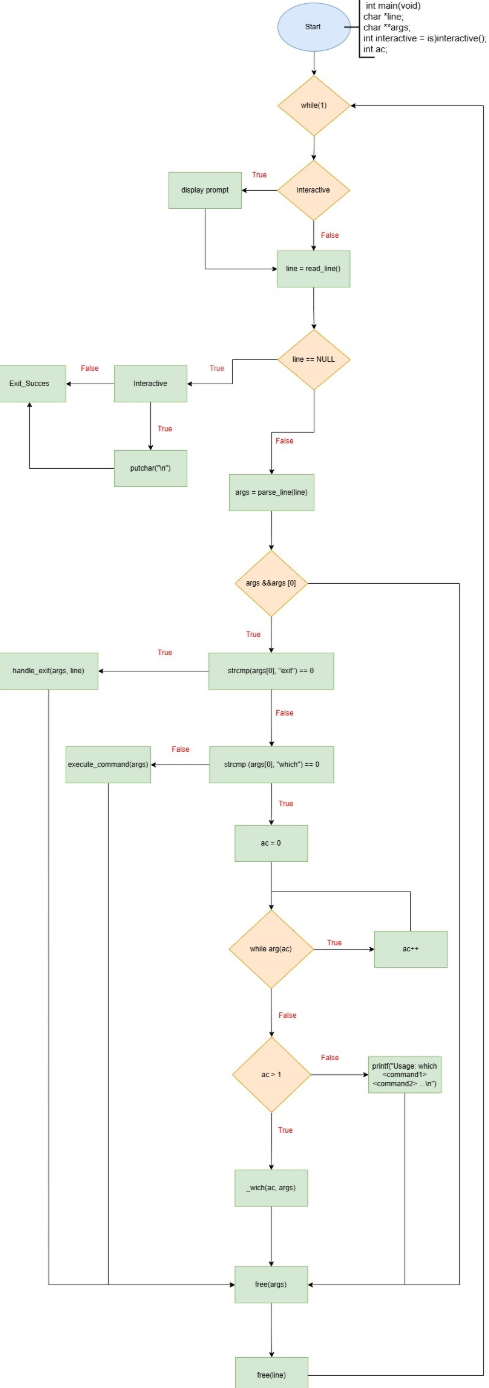 int main(void)
char *line;
char **args;
int interactive = is)interactive();
int ac;
Start
while(1)
True
display prompt
Interactive
False
line = read_line()
line == NULL
False
True
Exit_Succes
Interactive
True
putchar("\n")
False
args = parse_line(line)
args &&args [0]
True
True
handle_exit(args, line)
strcmp(args[0], "exit") == 0
False
False
execute_command(args)
strcmp (args[0], "which") == 0
True
ac = 0
while arg(ac)
True
ac++
False
False
ac > 1
printf("Usage: which
<command1>
<command2> ...\n")
True
_wich(ac, args)
free(args)
free(line)